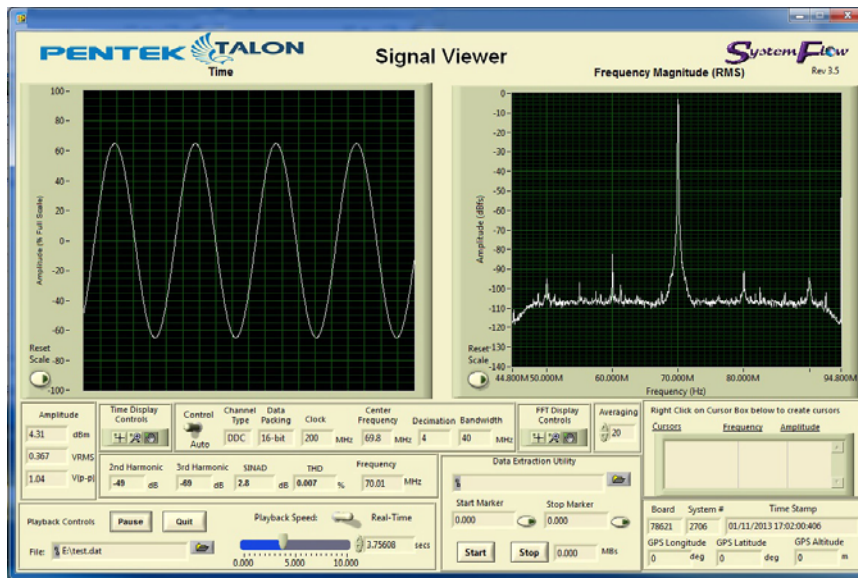 PENTEK TALON
Signal Viewer
SystemFlow
Rev 3.5
Time
Frequency Magnitude (RMS)
Amplitude (% Full Scale)
100
80
60
40
20
0
-20
-40
-60
-80
-100
Reset
Scale
Amplitude (dBfs)
0
-10
-20
-30
-40
-50
-60
-70
-80
-90
-100
-110
-120
-130
-140
Reset
Scale
44.800M 50.000M 60.000M 70.000M 80.000M 94.800M
Frequency (Hz)
Amplitude
4.31 dBm
0.367 VRMS
1.04 V(p-p)
Time Display
Controls
Control
Auto
Channel
Type
DDC
Data
Packing
16-bit
Clock
200 MHz
Center
Frequency
69.8 MHz
Decimation
4
Bandwidth
40 MHz
FFT Display
Controls
Averaging
20
Right Click on Cursor Box below to create cursors
Cursors Frequency Amplitude
2nd Harmonic
-49 dB
3rd Harmonic
-69 dB
SINAD
2.8 dB
THD
0.007 %
Frequency
70.01 MHz
Data Extraction Utility
Start Marker
0.000
Stop Marker
0.000
Start Stop 0.000 MBs
Playback Controls Pause Quit
File: E:\test.dat
Playback Speed: Real-Time
0.000 5.000 10.000
3.75608 secs
Board System # Time Stamp
78621 2706 01/11/2013 17:02:00:406
GPS Longitude GPS Latitude GPS Altitude
0 deg 0 deg 0 m